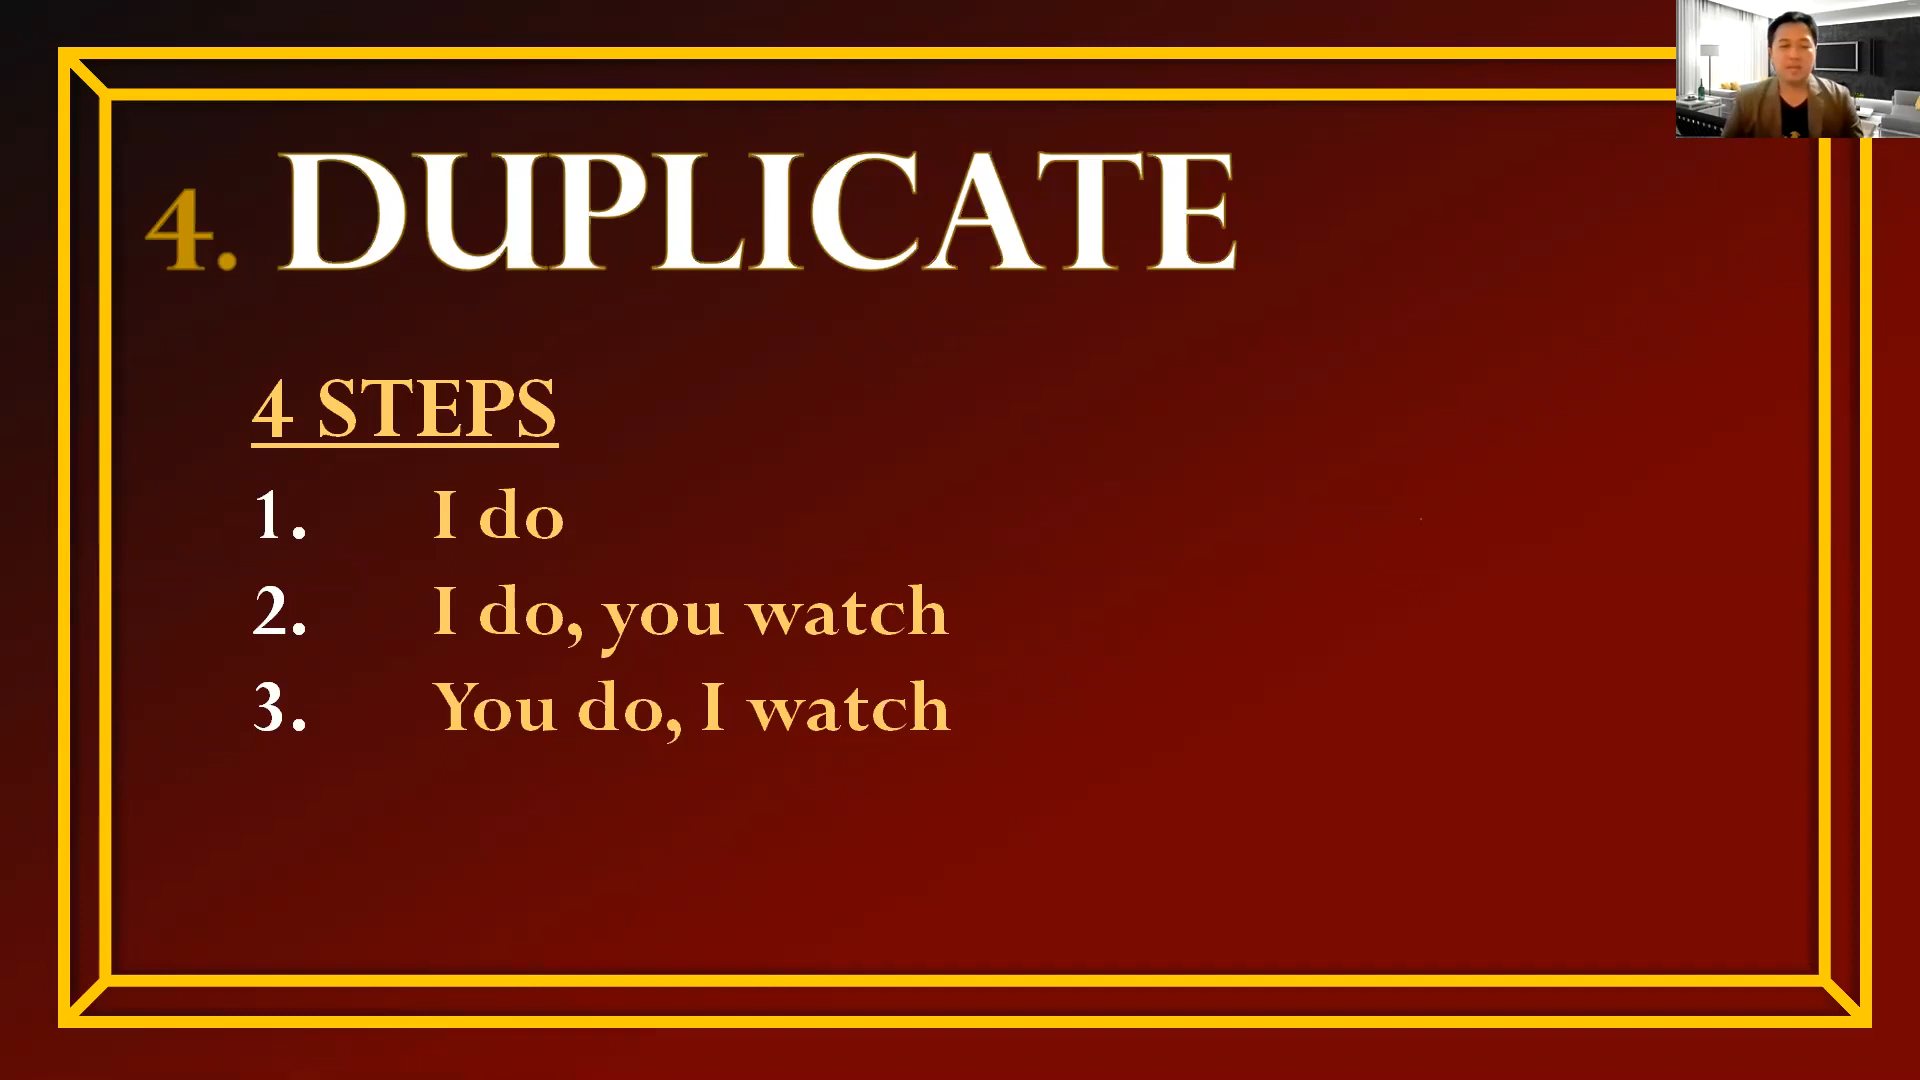 4. DUPLICATE
4 STEPS
1. I do
2. I do, you watch
3. You do, I watch